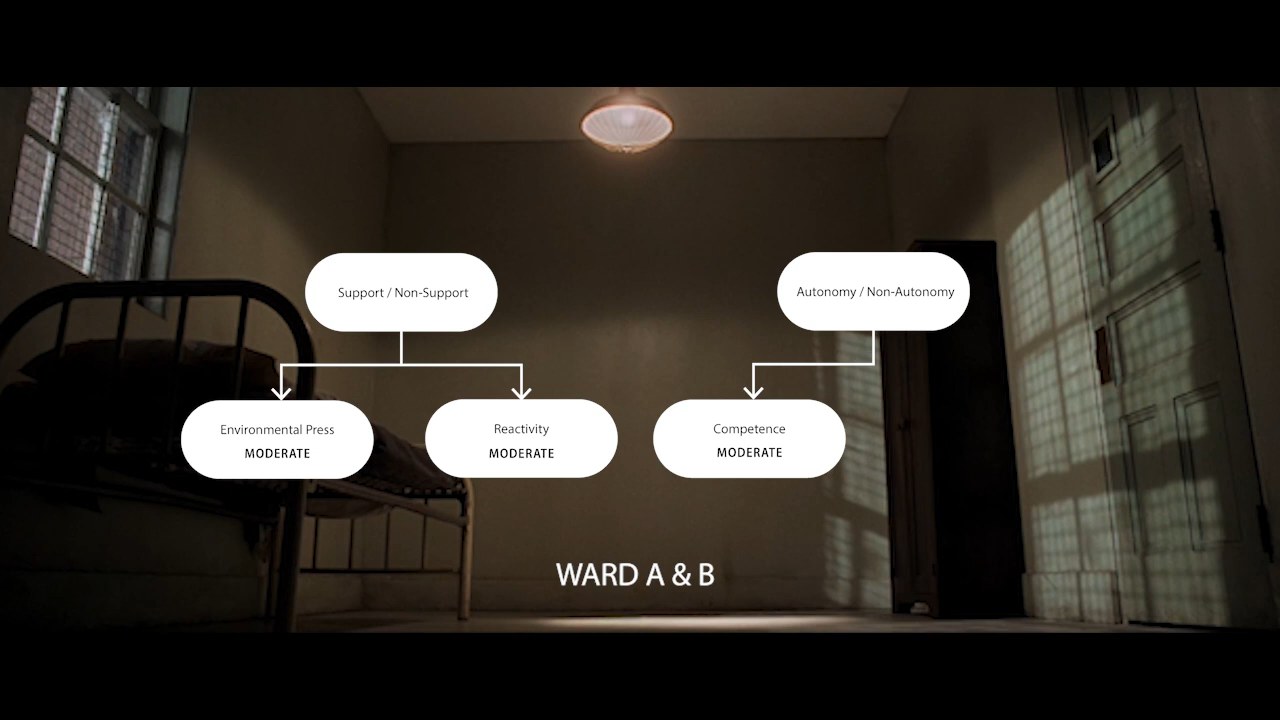 Support / Non-Support
Autonomy / Non-Autonomy
Environmental Press
MODERATE
Reactivity
MODERATE
Competence
MODERATE
WARD A & B